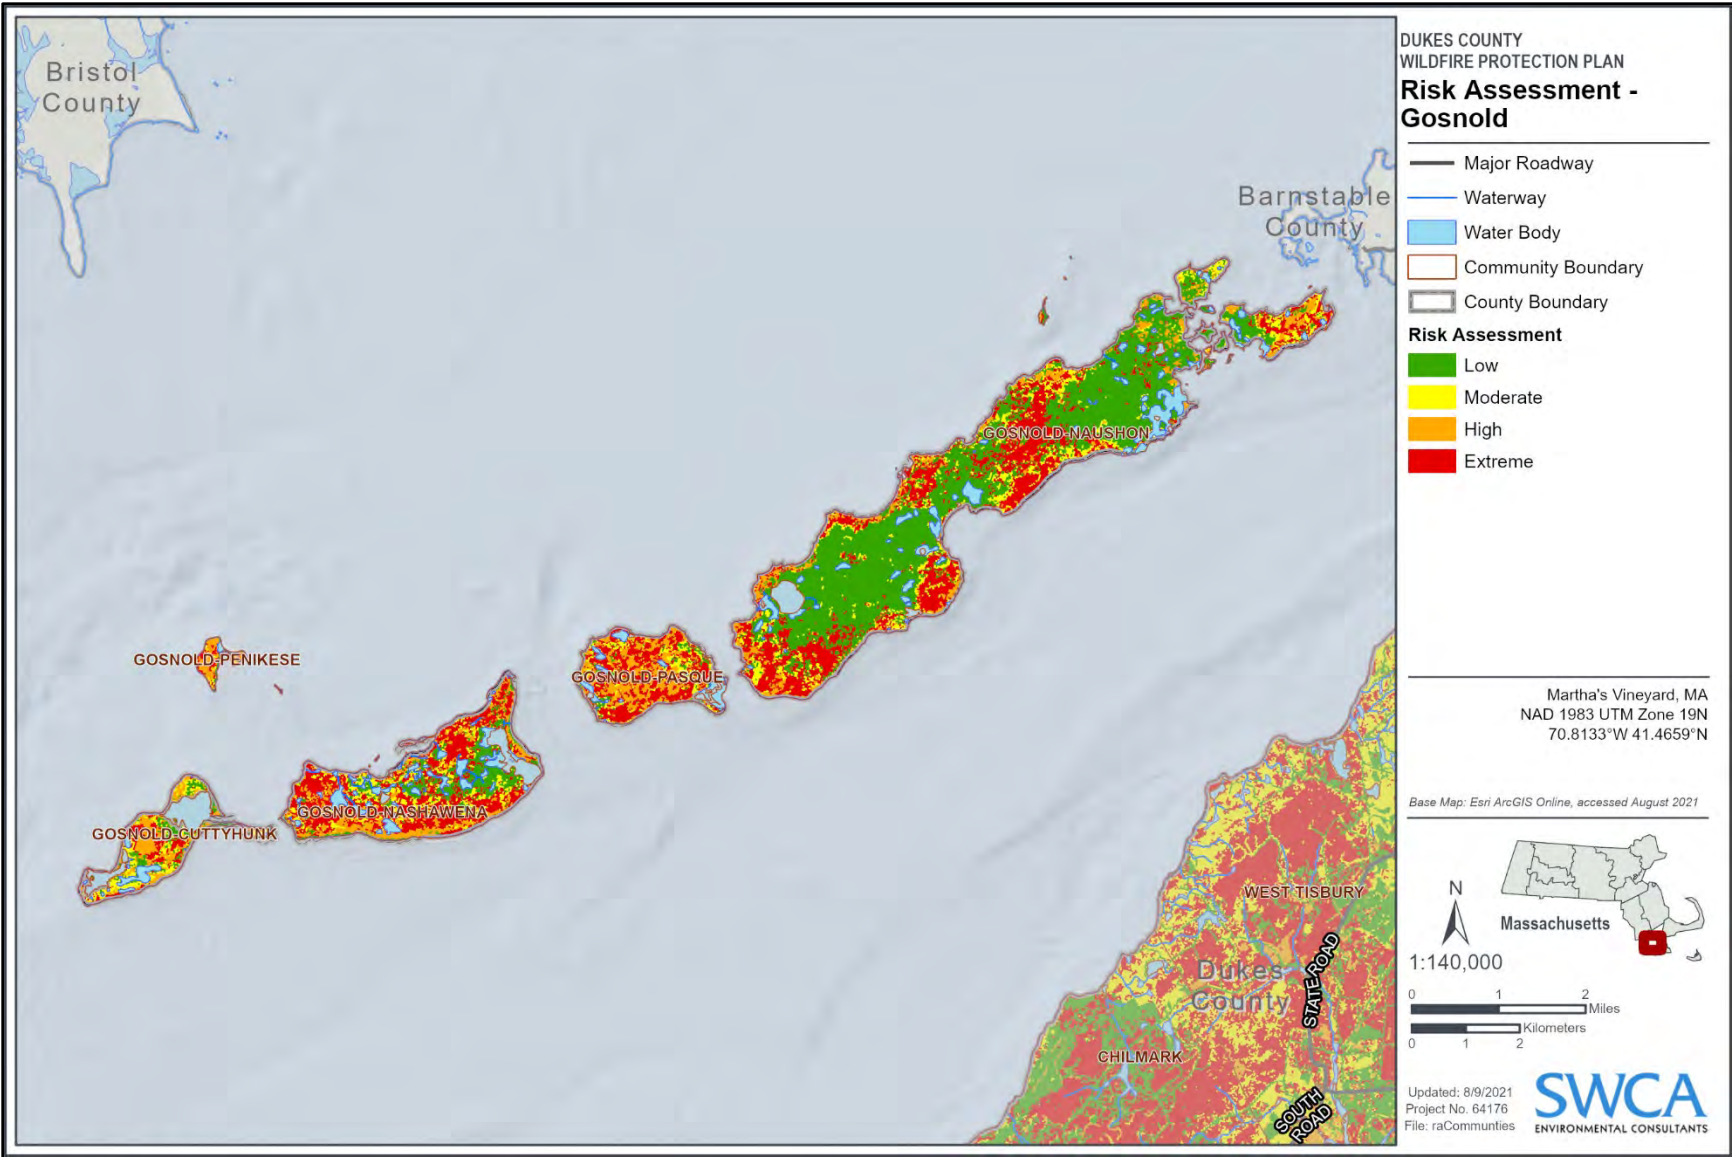 Bristol
County
Barnstable
County
GOSNOLD-NAUSHON
GOSNOLD-PENIKESE
GOSNOLD-PASQUE
GOSNOLD-NASHAWENA
GOSNOLD-CUTTYHUNK
WEST TISBURY
Dukes
County
STATE ROAD
CHILMARK
SOUTH
ROAD
DUKES COUNTY
WILDFIRE PROTECTION PLAN
Risk Assessment -
Gosnold
Major Roadway
Waterway
Water Body
Community Boundary
County Boundary
Risk Assessment
Low
Moderate
High
Extreme
Martha's Vineyard, MA
NAD 1983 UTM Zone 19N
70.8133°W 41.4659°N
Base Map: Esri ArcGIS Online, accessed August 2021
N
Massachusetts
1:140,000
0 1 2
Miles
Kilometers
0 1 2
Updated: 8/9/2021
Project No. 64176
File: raCommunties
SWCA
ENVIRONMENTAL CONSULTANTS